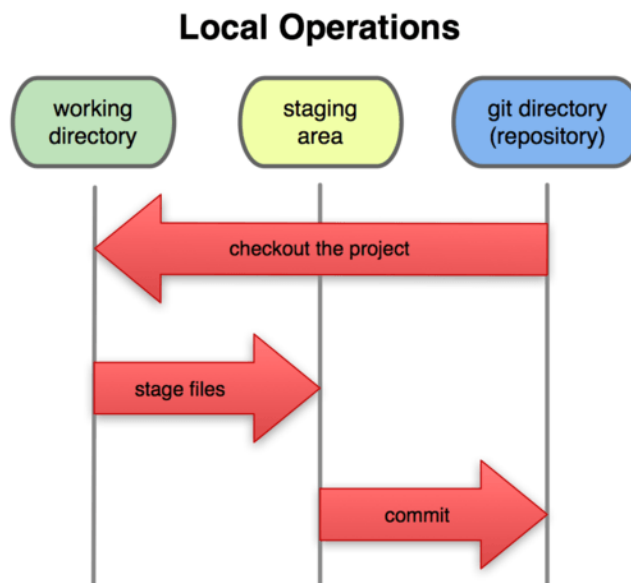 Local Operations
working
directory
staging
area
git directory
(repository)
checkout the project
stage files
commit